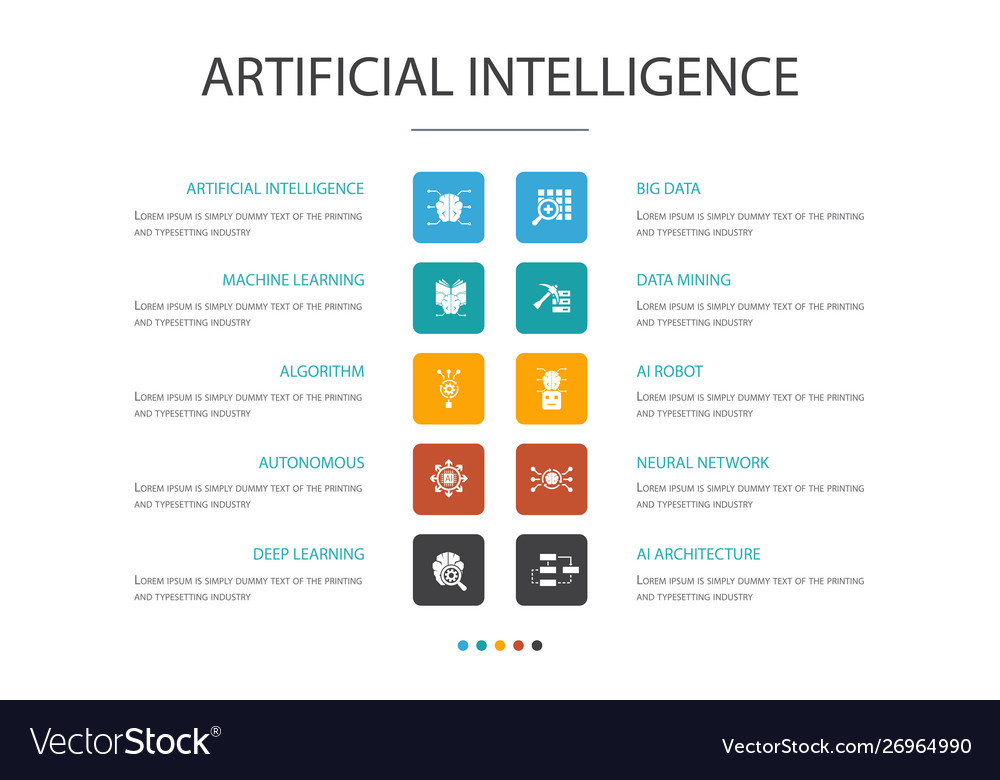 ARTIFICIAL INTELLIGENCE
ARTIFICIAL INTELLIGENCE
LOREM IPSUM IS SIMPLY DUMMY TEXT OF THE PRINTING
AND TYPESETTING INDUSTRY
BIG DATA
LOREM IPSUM IS SIMPLY DUMMY TEXT OF THE PRINTING
AND TYPESETTING INDUSTRY
MACHINE LEARNING
LOREM IPSUM IS SIMPLY DUMMY TEXT OF THE PRINTING
AND TYPESETTING INDUSTRY
DATA MINING
LOREM IPSUM IS SIMPLY DUMMY TEXT OF THE PRINTING
AND TYPESETTING INDUSTRY
ALGORITHM
LOREM IPSUM IS SIMPLY DUMMY TEXT OF THE PRINTING
AND TYPESETTING INDUSTRY
AI ROBOT
LOREM IPSUM IS SIMPLY DUMMY TEXT OF THE PRINTING
AND TYPESETTING INDUSTRY
AUTONOMOUS
LOREM IPSUM IS SIMPLY DUMMY TEXT OF THE PRINTING
AND TYPESETTING INDUSTRY
AI
NEURAL NETWORK
LOREM IPSUM IS SIMPLY DUMMY TEXT OF THE PRINTING
AND TYPESETTING INDUSTRY
DEEP LEARNING
LOREM IPSUM IS SIMPLY DUMMY TEXT OF THE PRINTING
AND TYPESETTING INDUSTRY
AI ARCHITECTURE
LOREM IPSUM IS SIMPLY DUMMY TEXT OF THE PRINTING
AND TYPESETTING INDUSTRY
VectorStock®
VectorStock.com/26964990